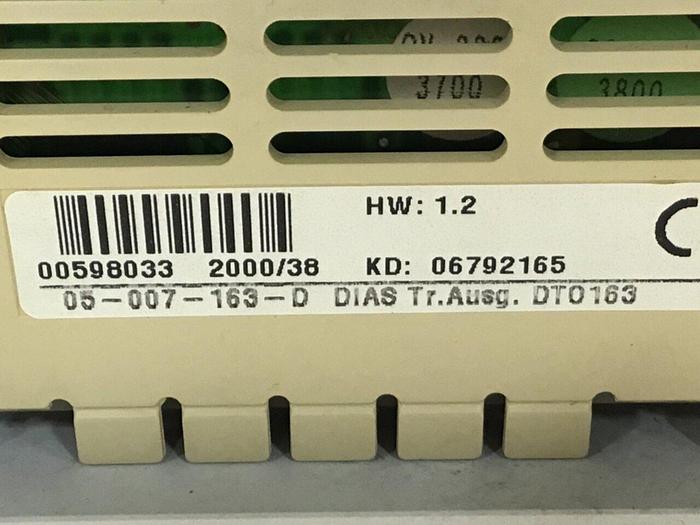 3700
3800
HW: 1.2
00598033 2000/38 KD: 06792165
05-007-163-D DIAS Tr.Ausg. DTO163